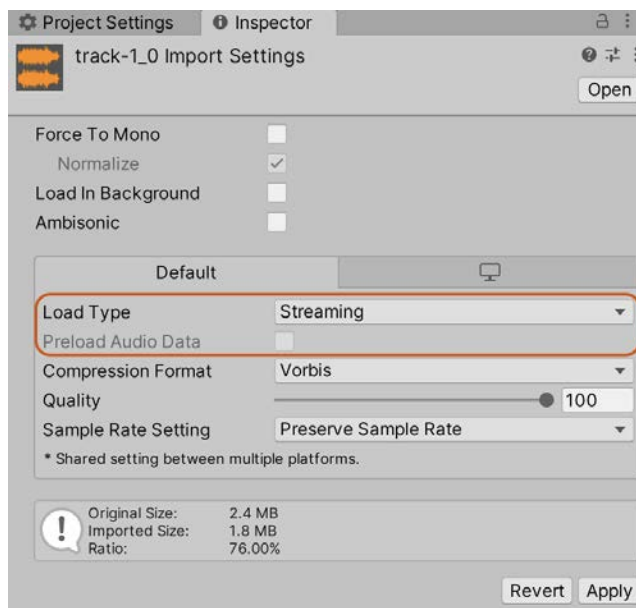 Project Settings Inspector
track-1_0 Import Settings
Open
Force To Mono
Normalize
Load In Background
Ambisonic
Default
Load Type Streaming
Preload Audio Data
Compression Format Vorbis
Quality 100
Sample Rate Setting Preserve Sample Rate
* Shared setting between multiple platforms.
Original Size: 2.4 MB
Imported Size: 1.8 MB
Ratio: 76.00%
Revert Apply